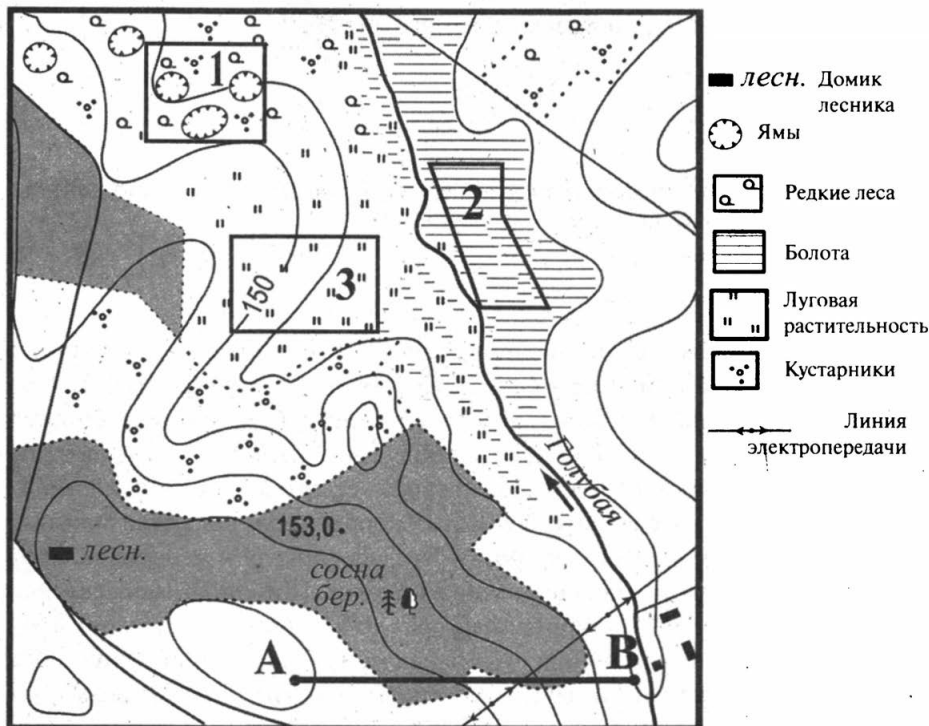 1
2
3
150
Голубая
153,0
лесн.
сосна
бер.
А
В
лесн. Домик
лесника
Ямы
Редкие леса
Болота
Луговая
растительность
Кустарники
Линия
электропередачи